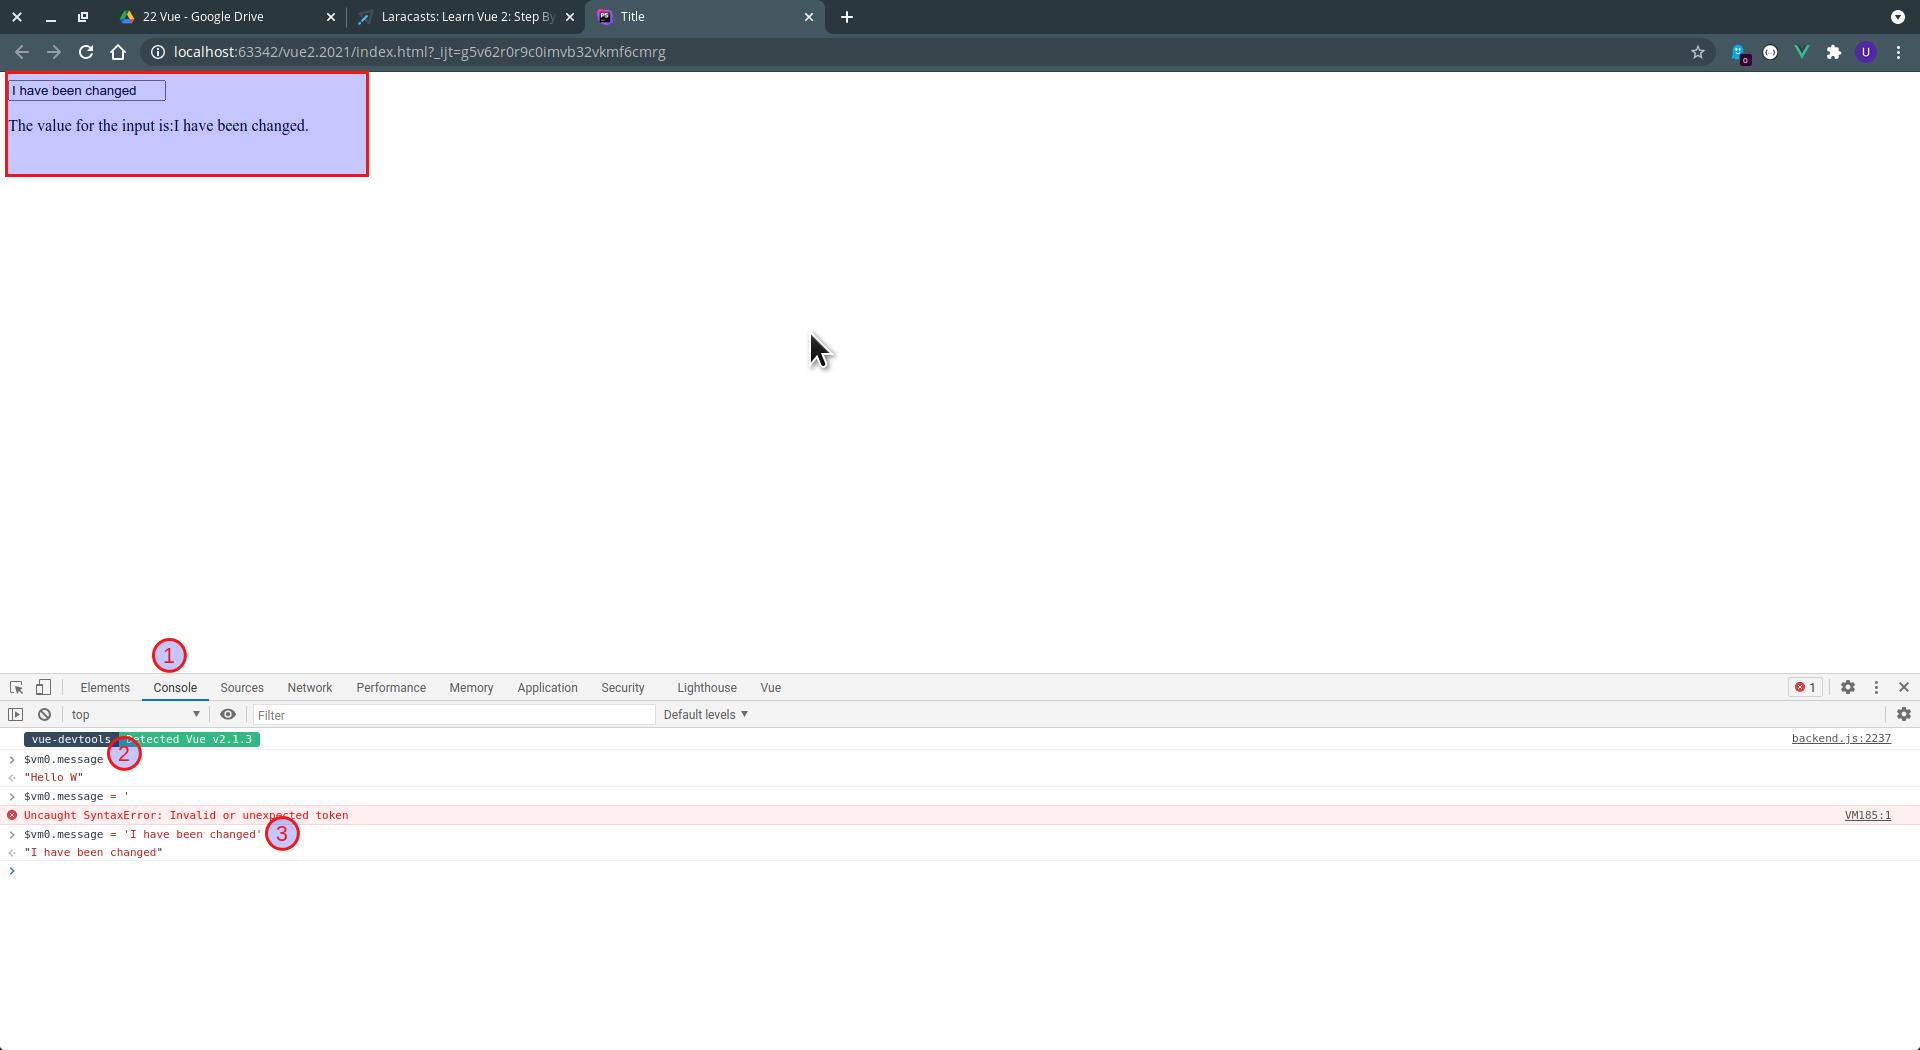 22 Vue - Google Drive
Laracasts: Learn Vue 2: Step By
Title
localhost:63342/vue2.2021/index.html?_ijt=g5v62r0r9c0imvb32vkmf6cmrg
0
U
I have been changed
The value for the input is:I have been changed.
1
Elements Console Sources Network Performance Memory Application Security Lighthouse Vue
1
top
Filter
Default levels
vue-devtools Detected Vue v2.1.3
backend.js:2237
2
$vm0.message
"Hello W"
$vm0.message = '
Uncaught SyntaxError: Invalid or unexpected token
VM185:1
$vm0.message = 'I have been changed'
3
"I have been changed"